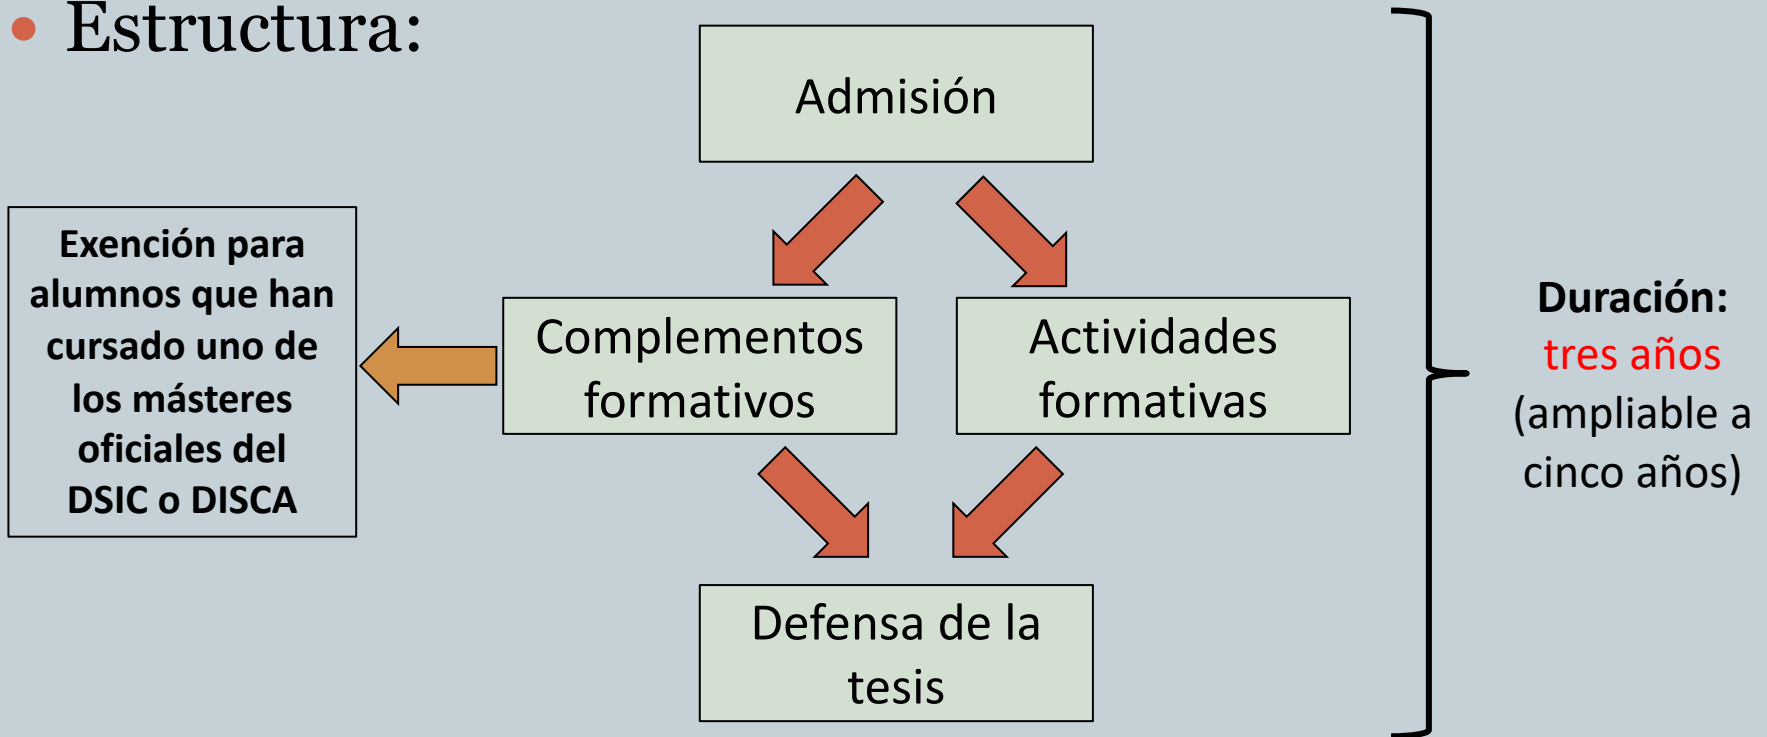 • Estructura:
Admisión
Exención para
alumnos que han
cursado uno de
los másteres
oficiales del
DSIC o DISCA
Complementos
formativos
Actividades
formativas
Duración:
tres años
(ampliable a
cinco años)
Defensa de la
tesis